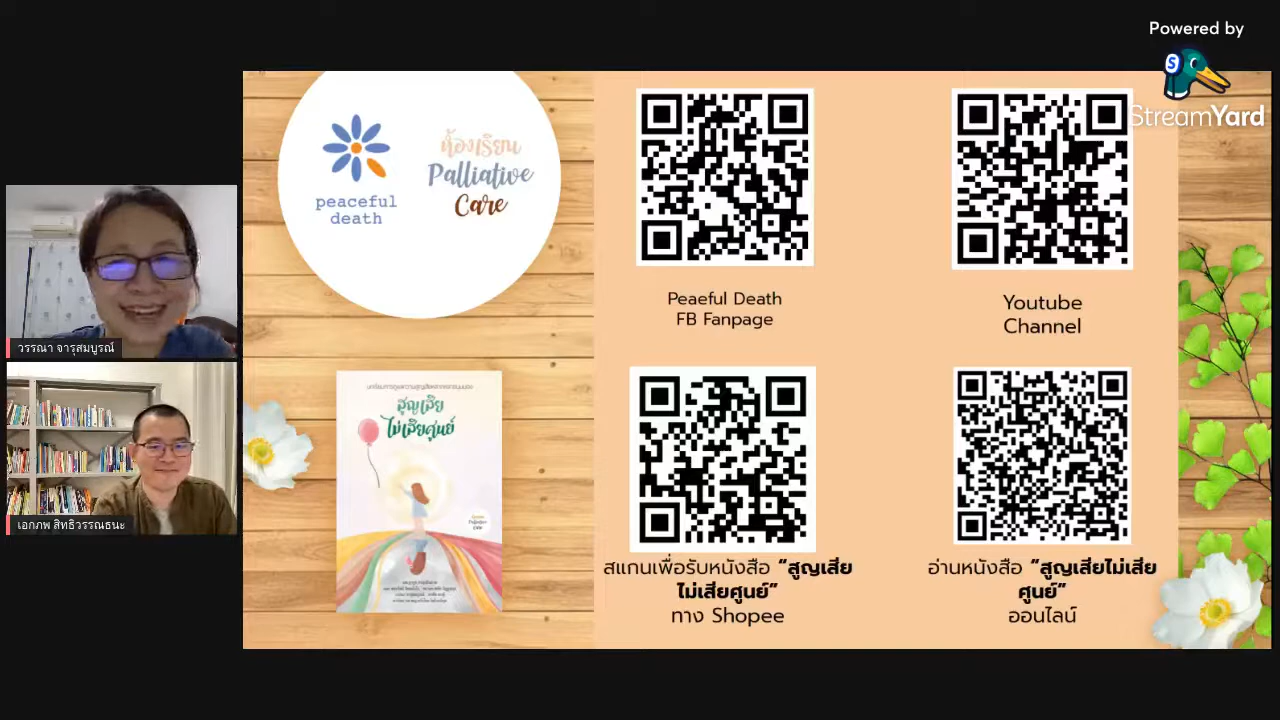 Powered by
StreamYard
peaceful
death
ห้องเรียน
Palliative
Care
Peaeful Death
FB Fanpage
Youtube
Channel
วรรณา จารุสมบูรณ์
เอกภพ สิทธิวรรณธนะ
สูญเสีย
ไม่เสียศูนย์
สแกนเพื่อรับหนังสือ “สูญเสีย
ไม่เสียศูนย์”
ทาง Shopee
อ่านหนังสือ “สูญเสียไม่เสีย
ศูนย์”
ออนไลน์